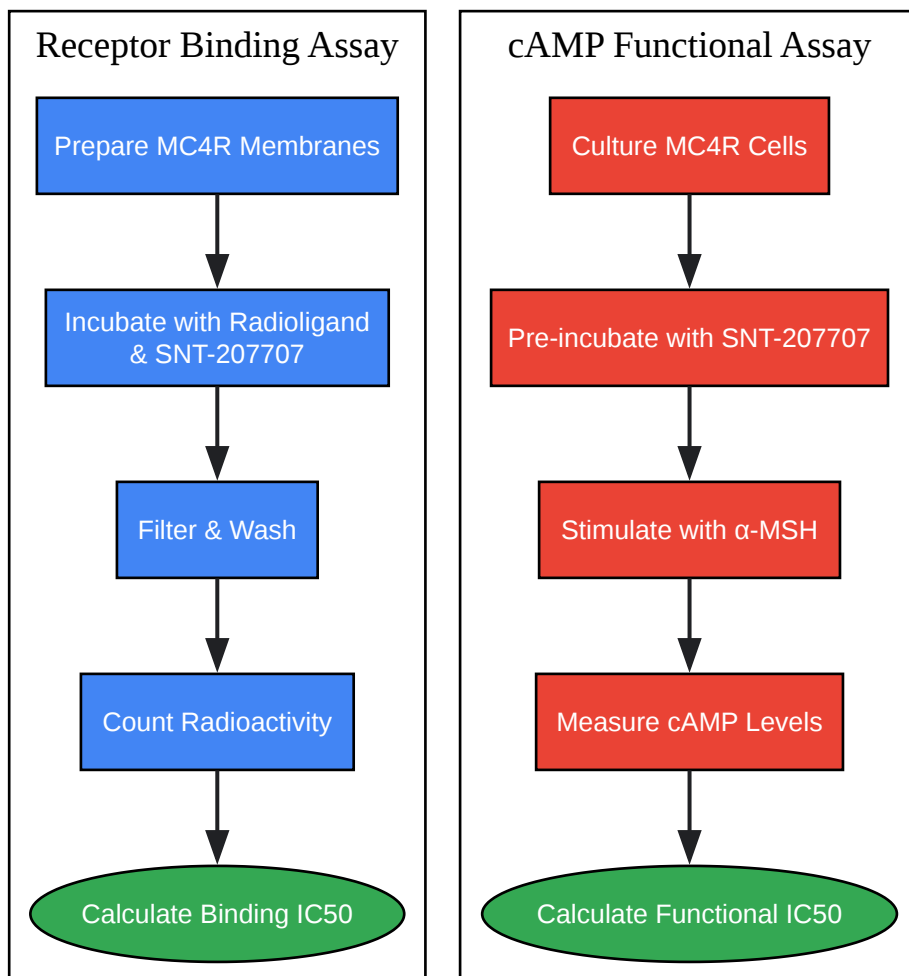 Receptor Binding Assay
Prepare MC4R Membranes
Incubate with Radioligand
& SNT-207707
Filter & Wash
Count Radioactivity
Calculate Binding IC50
cAMP Functional Assay
Culture MC4R Cells
Pre-incubate with SNT-207707
Stimulate with α-MSH
Measure cAMP Levels
Calculate Functional IC50